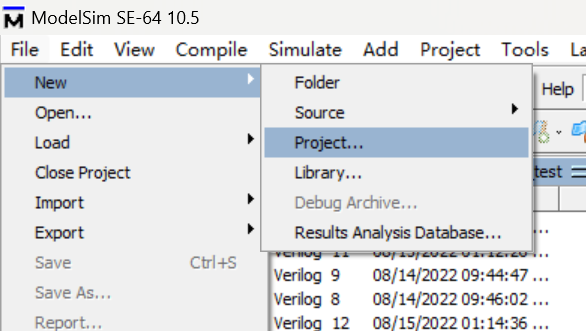 ModelSim SE-64 10.5
File Edit View Compile Simulate Add Project Tools La
New Folder Help
Open... Source
Load Project... test
Close Project Library...
Import Debug Archive...
Export Results Analysis Database... ...
Verilog 11 08/15/2022 01:12:26 ...
Save Ctrl+S Verilog 9 08/14/2022 09:44:47 ...
Save As... Verilog 8 08/14/2022 09:46:02 ...
Report... Verilog 12 08/15/2022 01:14:36 ...